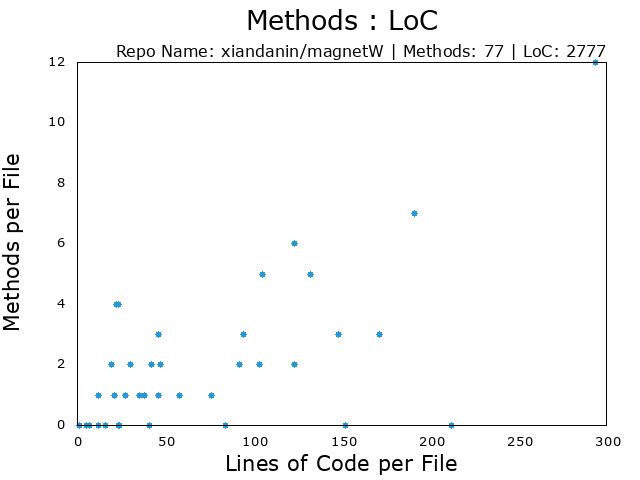 Methods : LoC
Repo Name: xiandanin/magnetW | Methods: 77 | LoC: 2777
12
10
8
6
4
2
0
Methods per File
0 50 100 150 200 250 300
Lines of Code per File